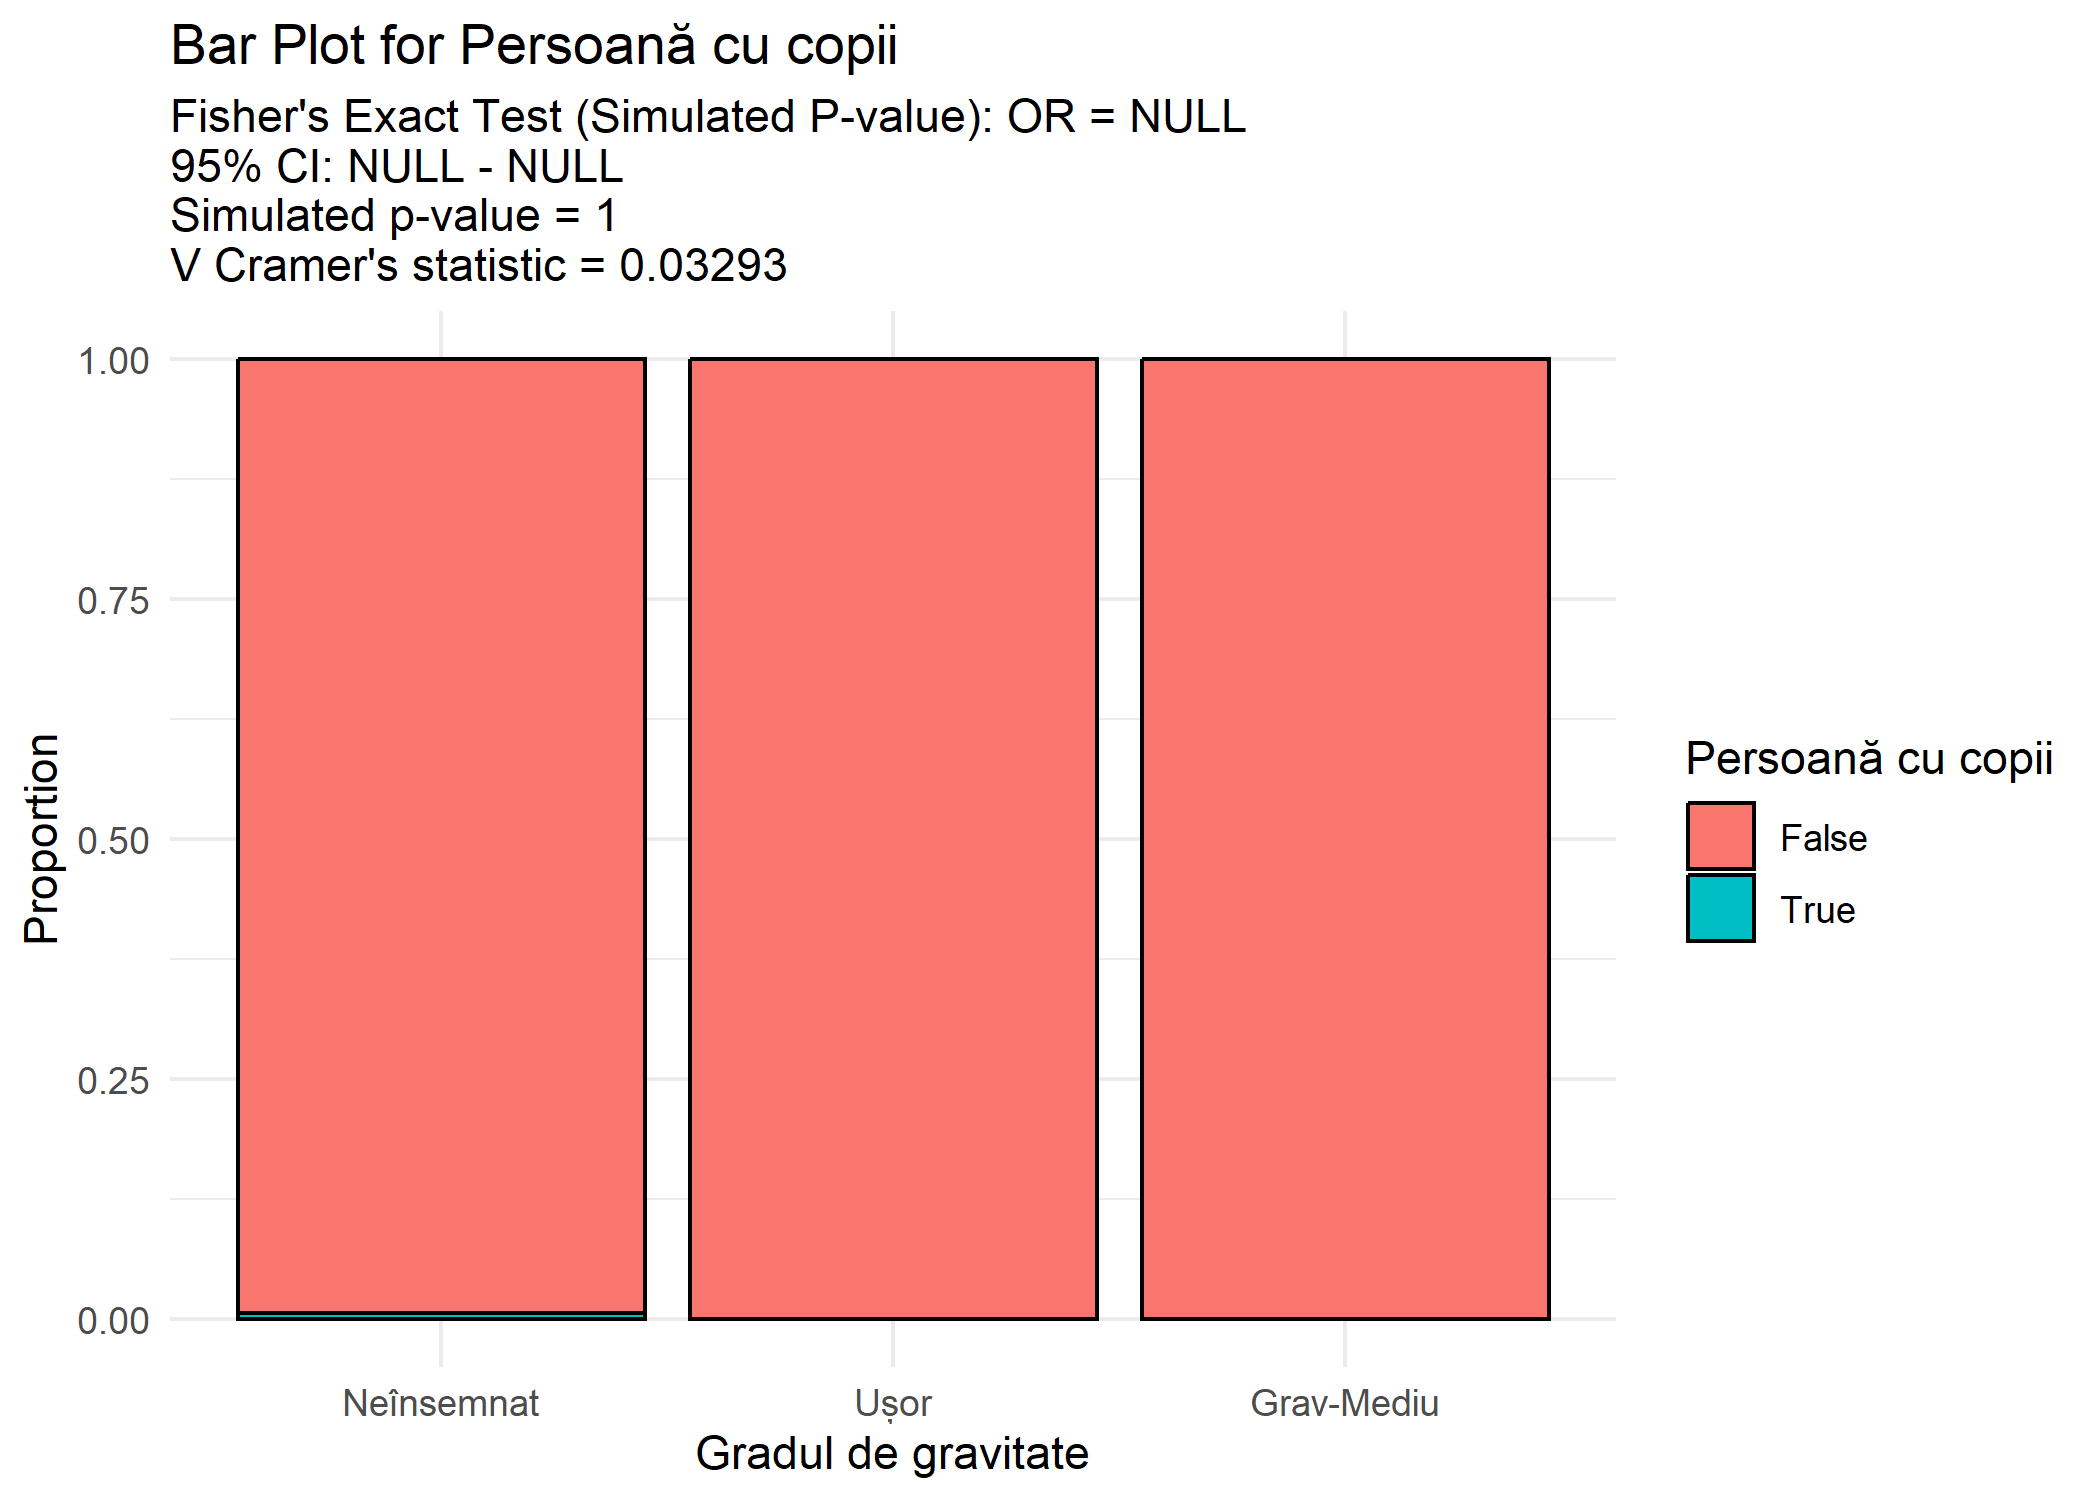 Bar Plot for Persoană cu copii
Fisher's Exact Test (Simulated P-value): OR = NULL
95% CI: NULL - NULL
Simulated p-value = 1
V Cramer's statistic = 0.03293
1.00
0.75
0.50
0.25
0.00
Proportion
Neînsemnat
Ușor
Grav-Mediu
Gradul de gravitate
Persoană cu copii
False
True